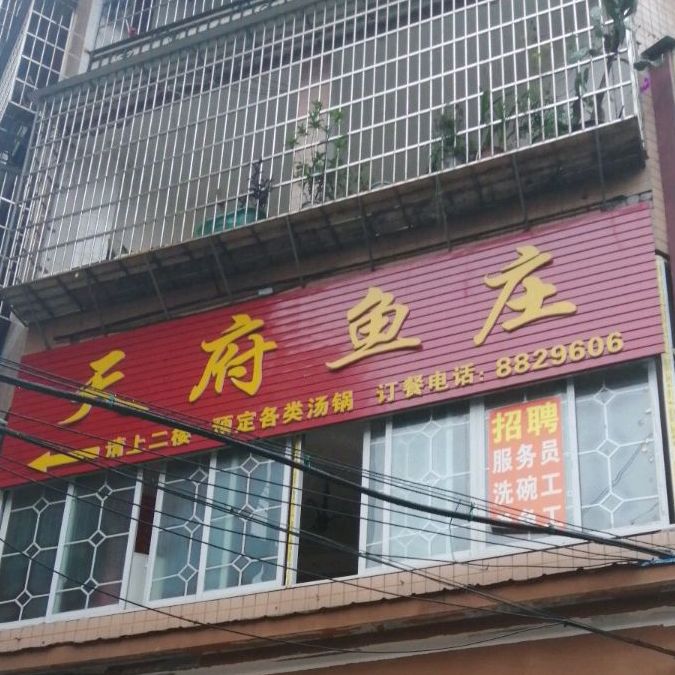 天府鱼庄
请上二楼 预定各类汤锅 订餐电话：8829606
招聘
服务员
洗碗工